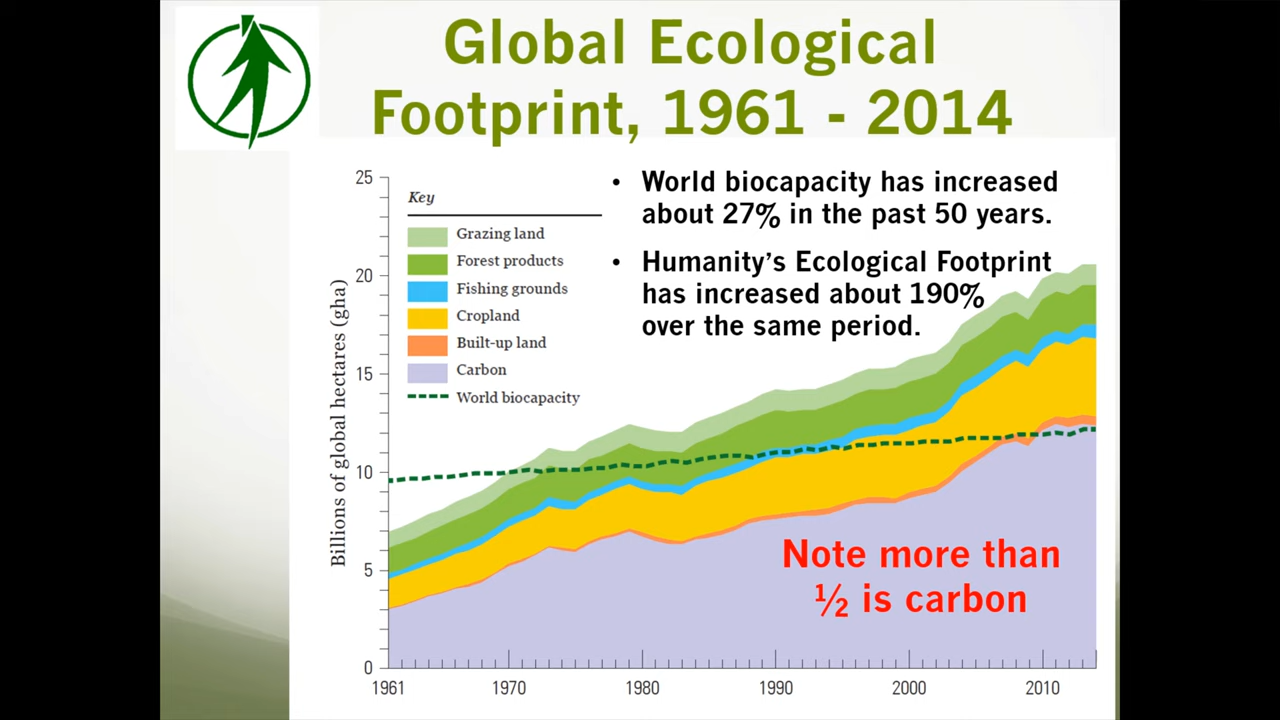 Global Ecological
Footprint, 1961 - 2014
• World biocapacity has increased
about 27% in the past 50 years.
• Humanity’s Ecological Footprint
has increased about 190%
over the same period.
Key
Grazing land
Forest products
Fishing grounds
Cropland
Built-up land
Carbon
World biocapacity
Billions of global hectares (gha)
25
20
15
10
5
0
Note more than
½ is carbon
1961 1970 1980 1990 2000 2010